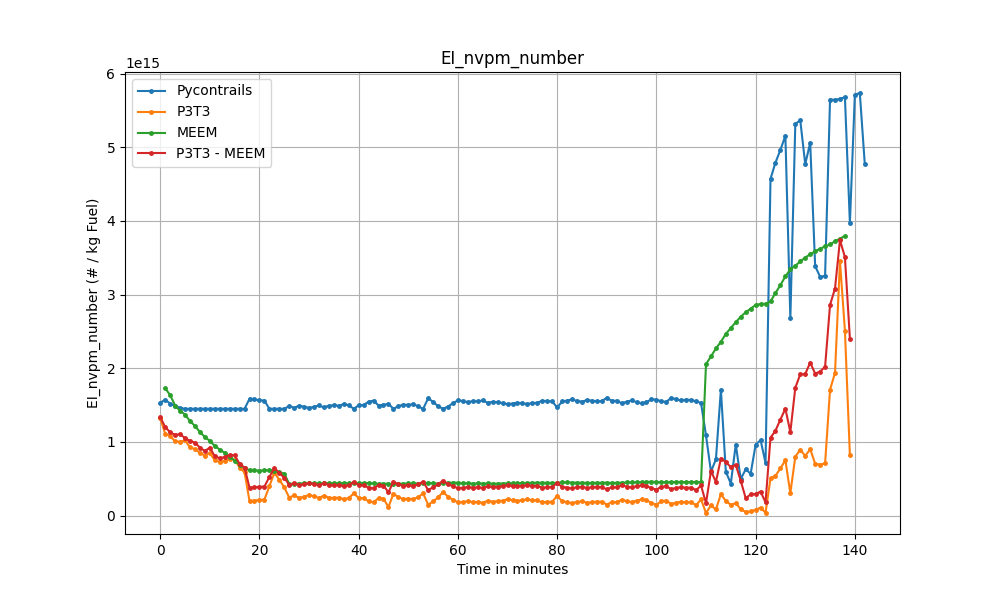 EI_nvpm_number
1e15
6
5
4
3
2
1
0
EI_nvpm_number (# / kg Fuel)
Pycontrails
P3T3
MEEM
P3T3 - MEEM
0 20 40 60 80 100 120 140
Time in minutes